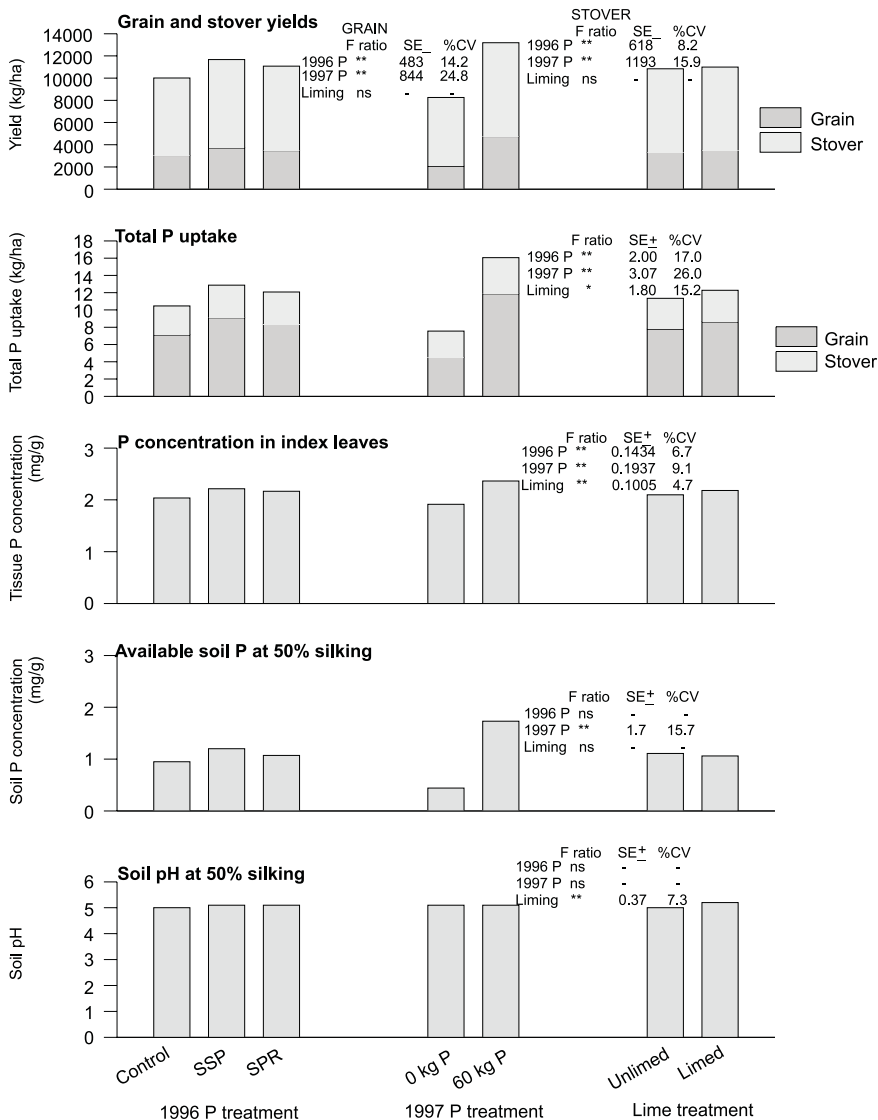 Grain and stover yields
GRAIN
F ratio SE_ %CV
1996 P ** 483 14.2
1997 P ** 844 24.8
Liming ns - -
STOVER
F ratio SE_ %CV
1996 P ** 618 8.2
1997 P ** 1193 15.9
- -
Yield (kg/ha)
14000
12000
10000
8000
6000
4000
2000
0
Grain
Stover
Total P uptake
F ratio SE± %CV
1996 P ** 2.00 17.0
1997 P ** 3.07 26.0
Liming * 1.80 15.2
Total P uptake (kg/ha)
18
16
14
12
10
8
6
4
2
0
Grain
Stover
P concentration in index leaves
F ratio SE± %CV
1996 P ** 0.1434 6.7
1997 P ** 0.1937 9.1
Liming ** 0.1005 4.7
Tissue P concentration
(mg/g)
3
2
1
0
Available soil P at 50% silking
F ratio SE± %CV
1996 P ns - -
1997 P ** 1.7 15.7
Liming ns - -
Soil P concentration
(mg/g)
3
2
1
0
Soil pH at 50% silking
F ratio SE± %CV
1996 P ns - -
1997 P ns - -
Liming ** 0.37 7.3
Soil pH
6
5
4
3
2
1
0
Control SSP SPR 0 kg P 60 kg P Unlimed Limed
1996 P treatment 1997 P treatment Lime treatment